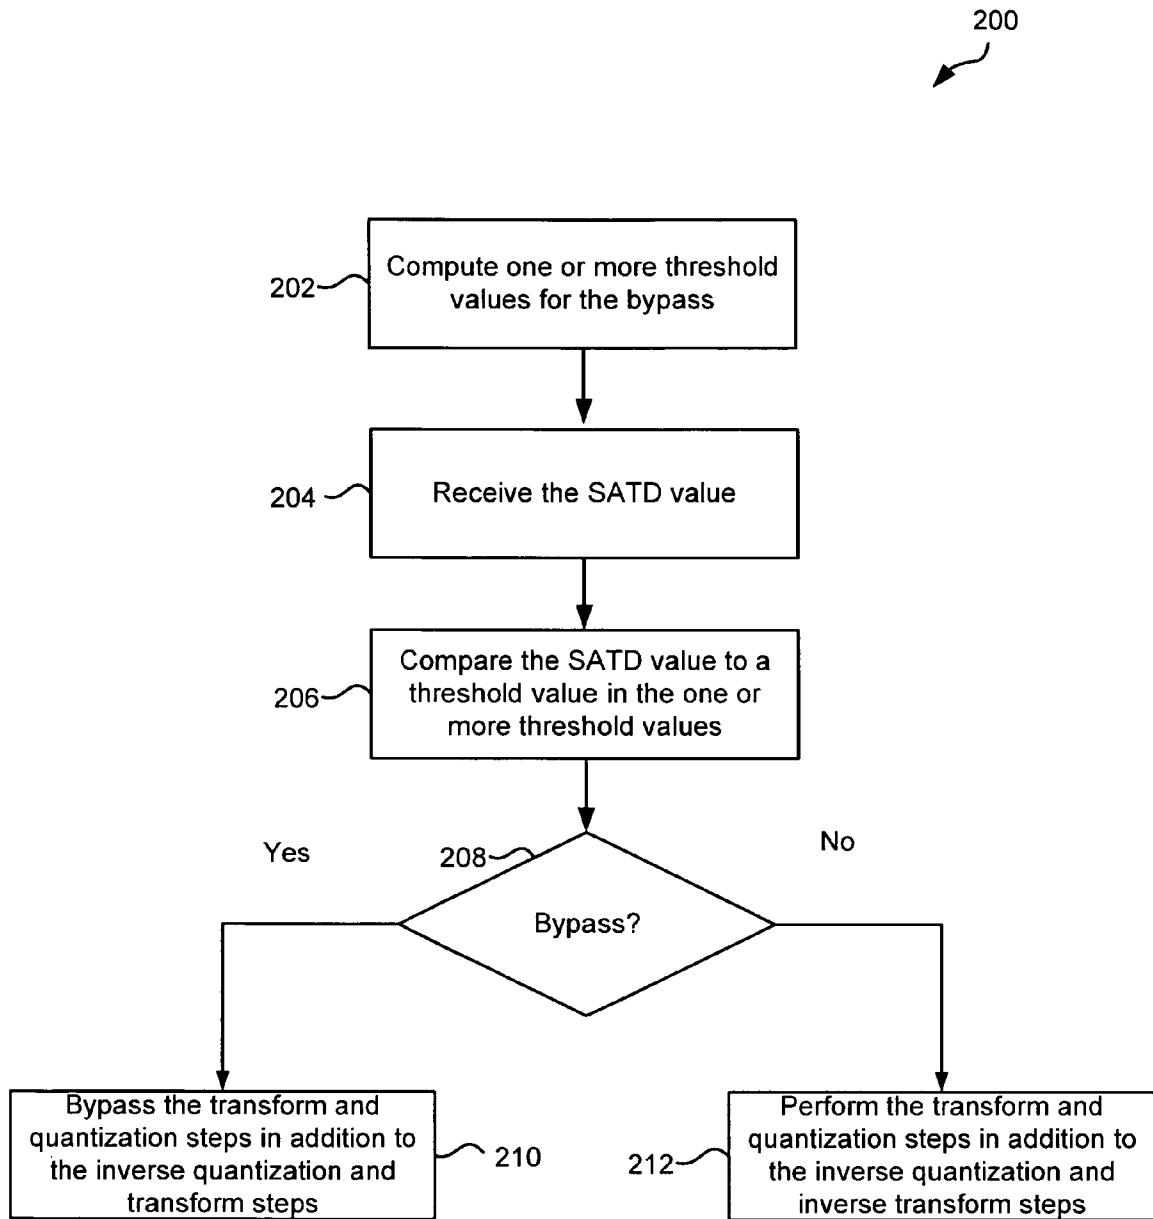 200
Compute one or more threshold
values for the bypass
202
Receive the SATD value
204
Compare the SATD value to a
threshold value in the one or
more threshold values
206
Yes
208
No
Bypass?
Bypass the transform and
quantization steps in addition to
the inverse quantization and
transform steps
210
212
Perform the transform and
quantization steps in addition to
the inverse quantization and
inverse transform steps